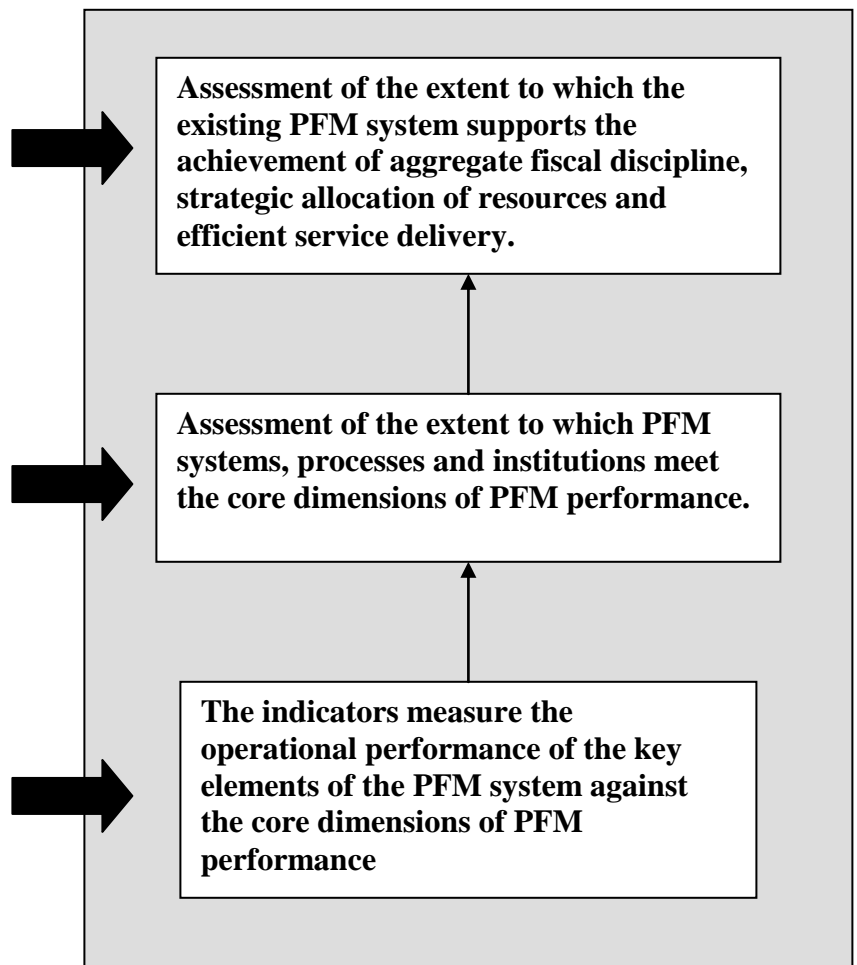 Assessment of the extent to which the
existing PFM system supports the
achievement of aggregate fiscal discipline,
strategic allocation of resources and
efficient service delivery.
Assessment of the extent to which PFM
systems, processes and institutions meet
the core dimensions of PFM performance.
The indicators measure the
operational performance of the key
elements of the PFM system against
the core dimensions of PFM
performance